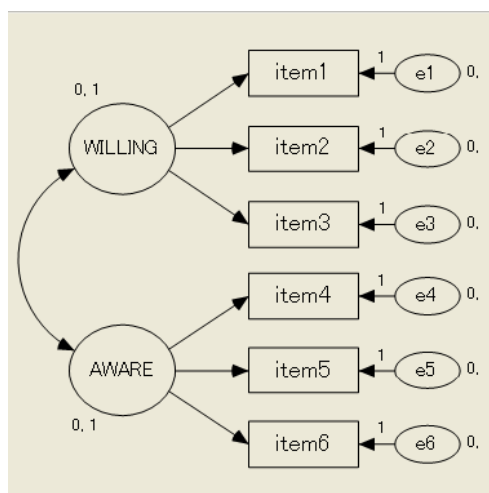 1
item1 e1 0,
0, 1
1
WILLING item2 e2 0,
1
item3 e3 0,
1
item4 e4 0,
1
AWARE item5 e5 0,
0, 1
1
item6 e6 0,